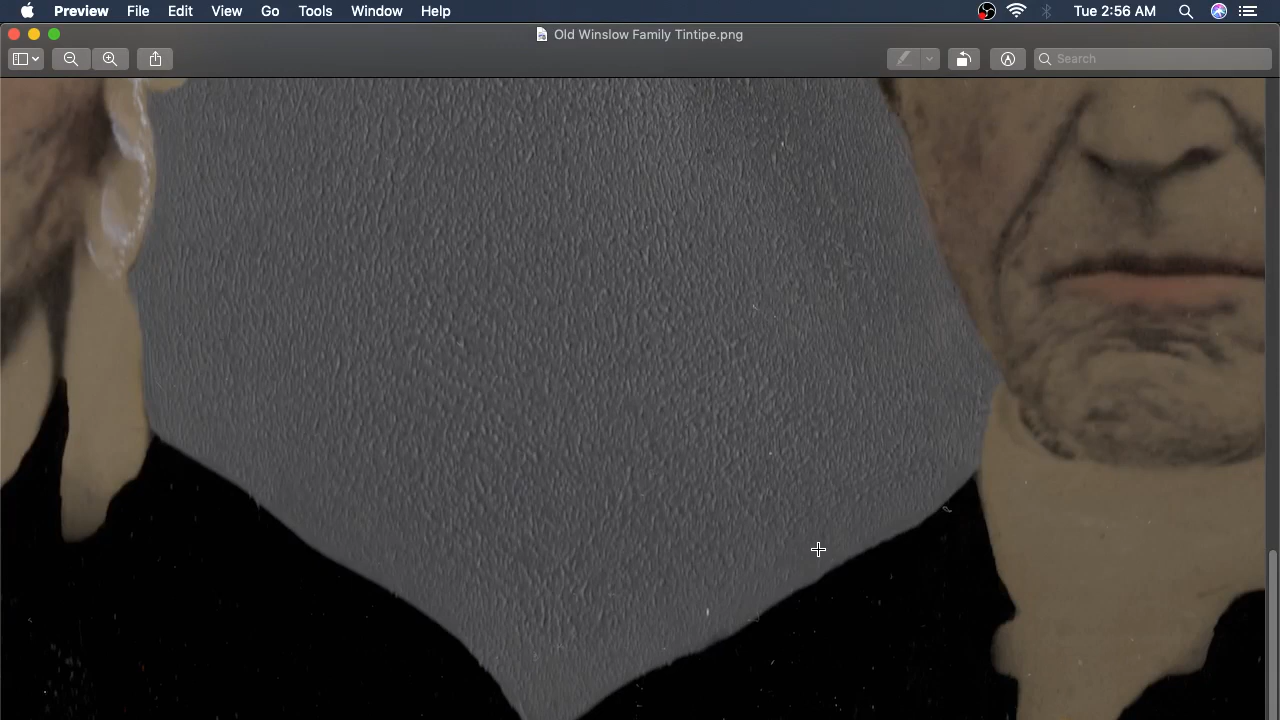 Preview File Edit View Go Tools Window Help Tue 2:56 AM
Old Winslow Family Tintipe.png
Search